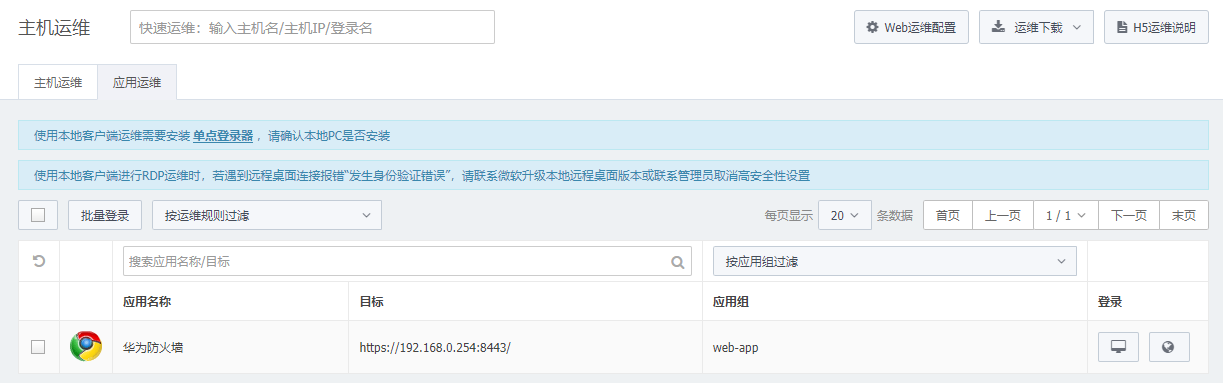 主机运维
快速运维：输入主机名/主机IP/登录名
Web运维配置
运维下载
H5运维说明
主机运维
应用运维
使用本地客户端运维需要安装 单点登录器 ，请确认本地PC是否安装
使用本地客户端进行RDP运维时，若遇到远程桌面连接报错“发生身份验证错误”，请联系微软升级本地远程桌面版本或联系管理员取消高安全性设置
批量登录
按运维规则过滤
每页显示 20 条数据
首页
上一页
1 / 1
下一页
末页
搜索应用名称/目标
按应用组过滤
应用名称 目标 应用组 登录
华为防火墙 https://192.168.0.254:8443/ web-app